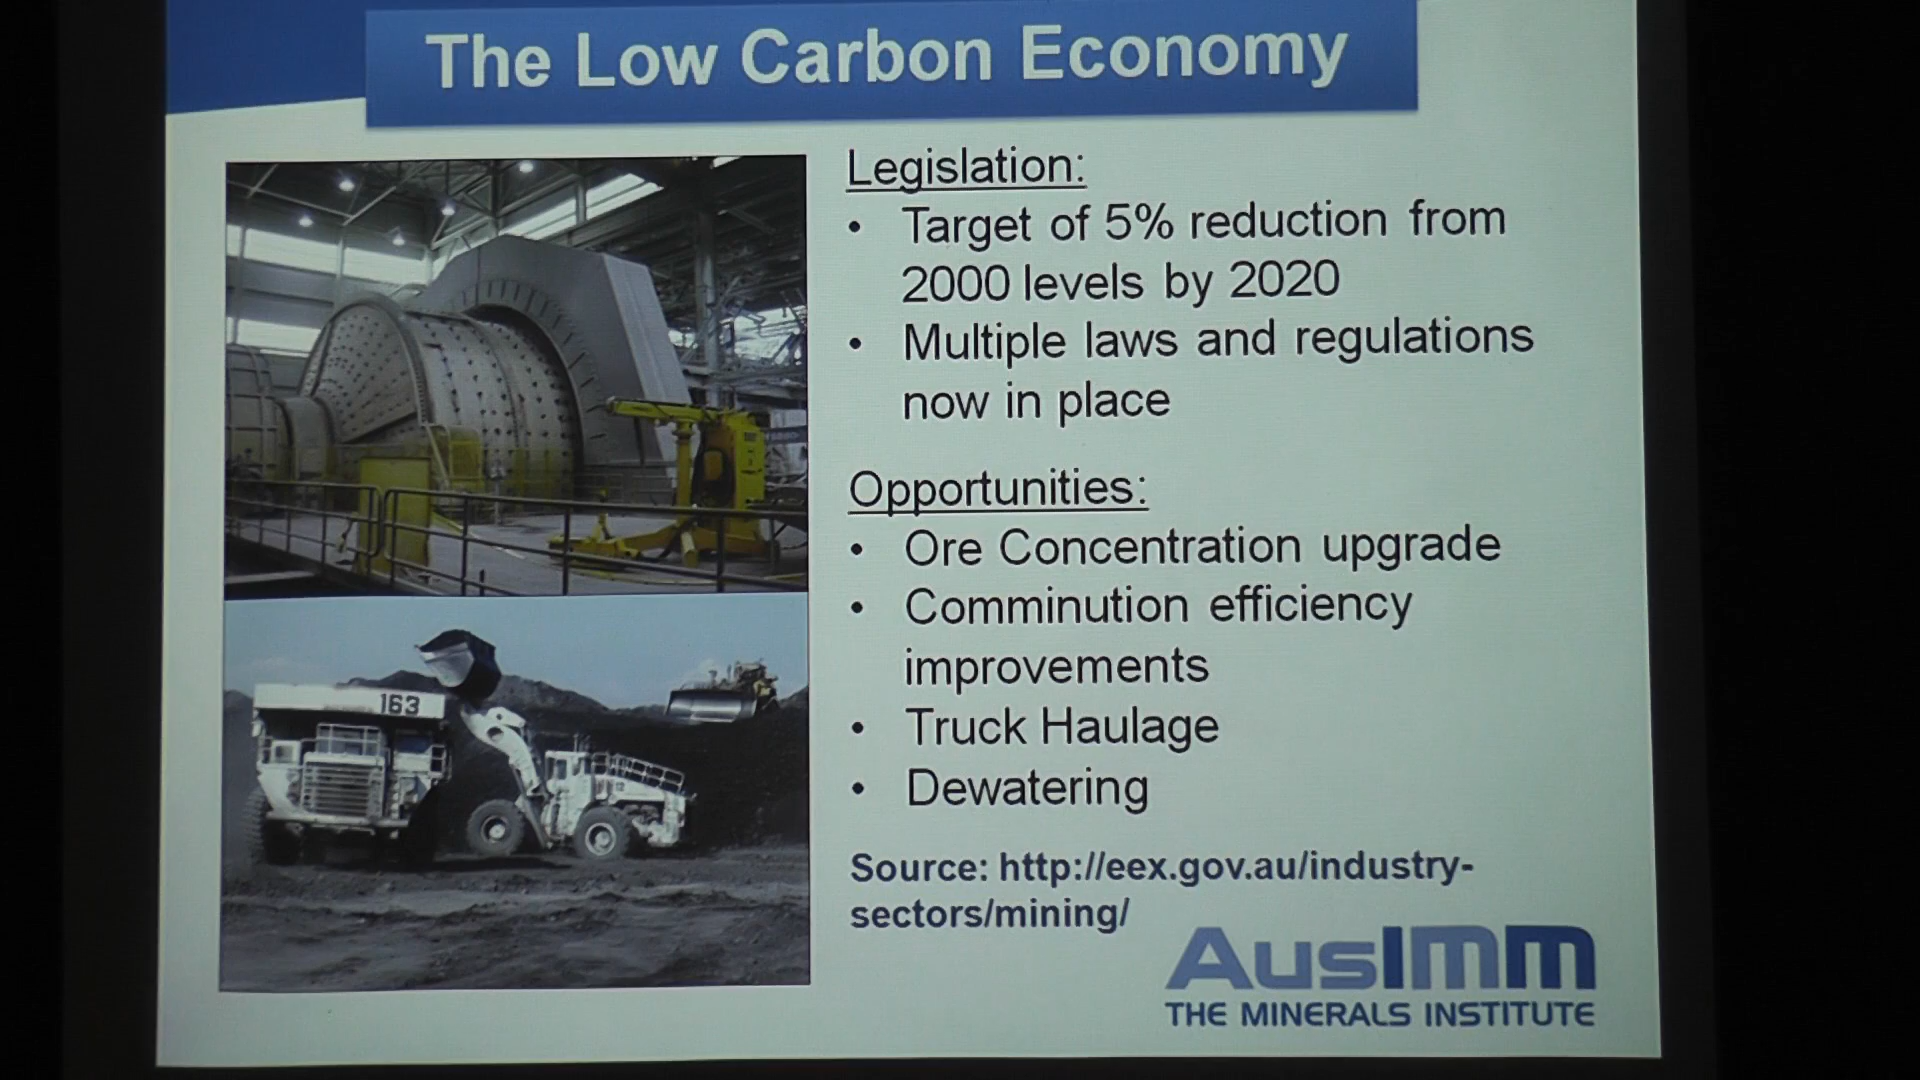 The Low Carbon Economy
Legislation:
• Target of 5% reduction from
2000 levels by 2020
• Multiple laws and regulations
now in place
Opportunities:
• Ore Concentration upgrade
• Comminution efficiency
improvements
• Truck Haulage
• Dewatering
Source: http://eex.gov.au/industry-
sectors/mining/
163
AusIMM
THE MINERALS INSTITUTE